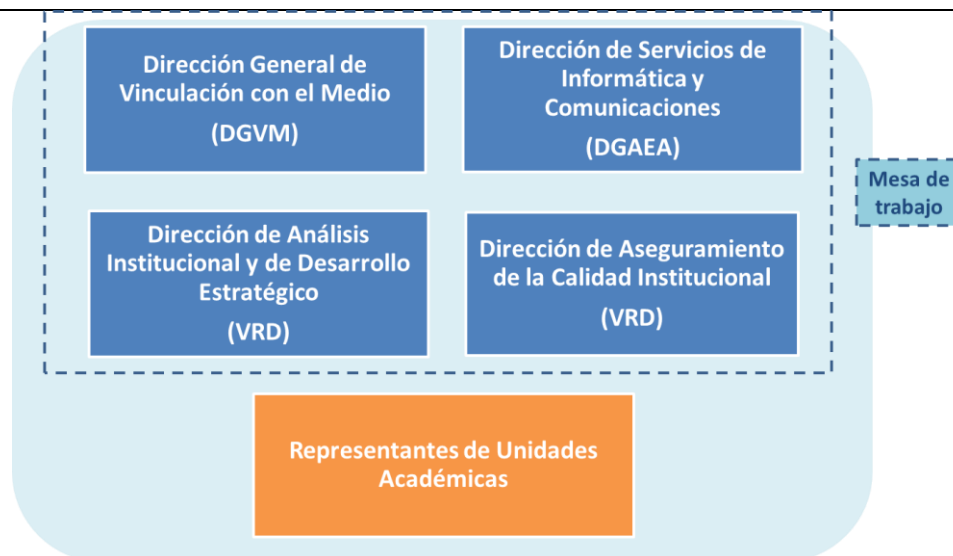 Dirección General de
Vinculación con el Medio
(DGVM)
Dirección de Servicios de
Informática y
Comunicaciones
(DGAEA)
Mesa de
trabajo
Dirección de Análisis
Institucional y de Desarrollo
Estratégico
(VRD)
Dirección de Aseguramiento
de la Calidad Institucional
(VRD)
Representantes de Unidades
Académicas